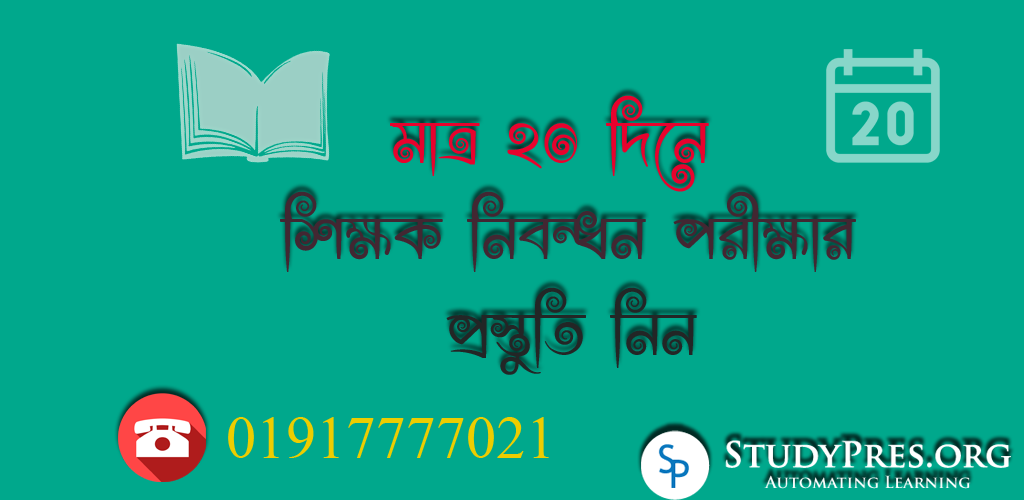 20
মাত্র ২০ দিনে
শিক্ষক নিবন্ধন পরীক্ষার
প্রস্তুতি নিন
01917777021
SP
STUDYPRES.ORG
AUTOMATING LEARNING